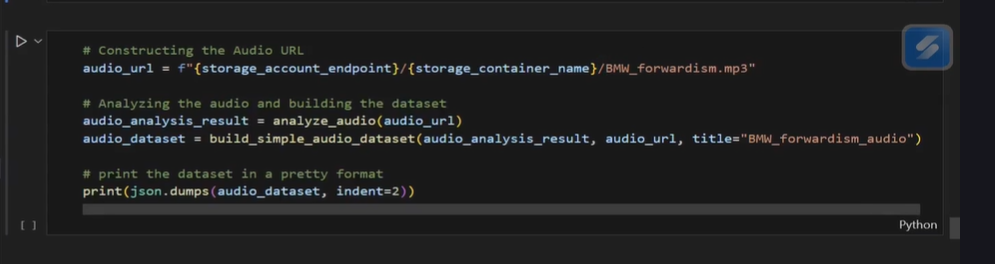 # Constructing the Audio URL
audio_url = f"{storage_account_endpoint}/{storage_container_name}/BMW_forwardism.mp3"
# Analyzing the audio and building the dataset
audio_analysis_result = analyze_audio(audio_url)
audio_dataset = build_simple_audio_dataset(audio_analysis_result, audio_url, title="BMW_forwardism_audio")
# print the dataset in a pretty format
print(json.dumps(audio_dataset, indent=2))
[ ]
Python